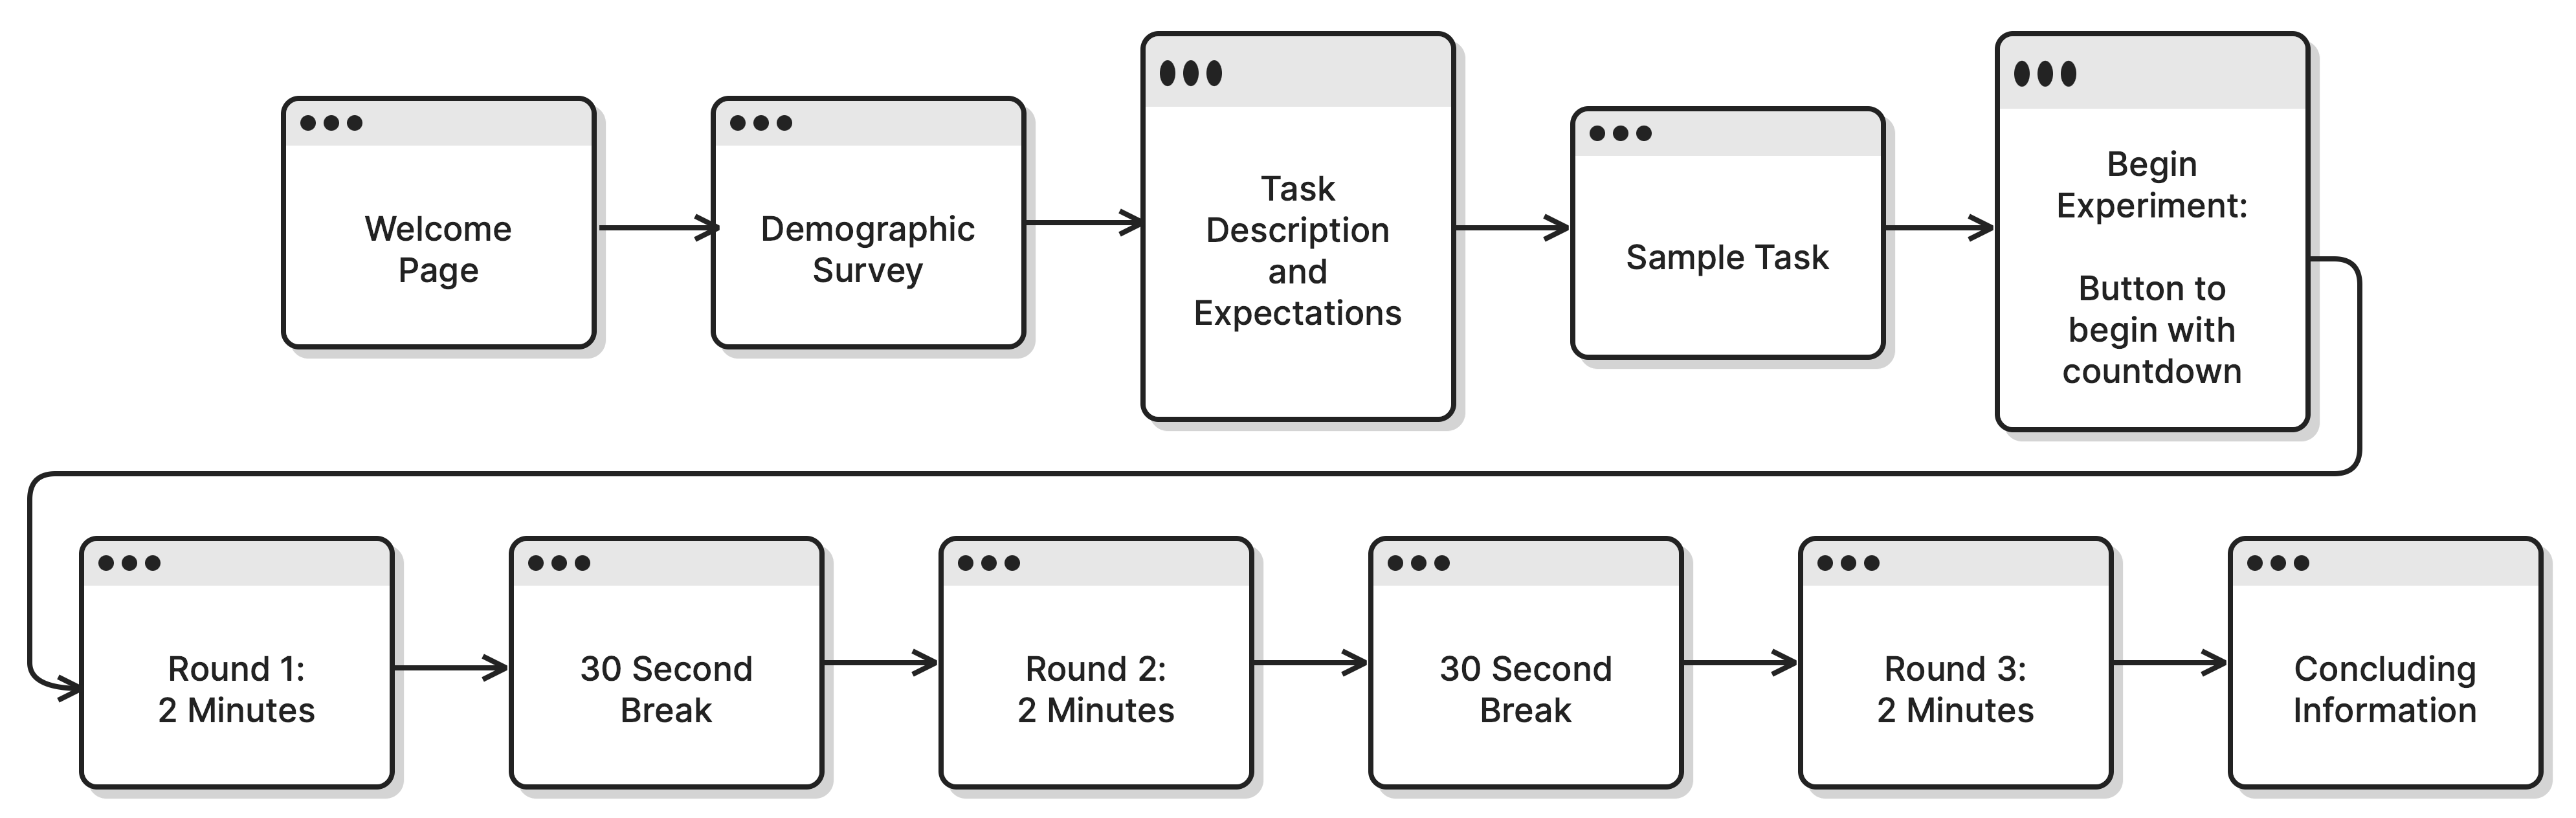 Welcome
Page
Demographic
Survey
Task
Description
and
Expectations
Sample Task
Begin
Experiment:
Button to
begin with
countdown
Round 1:
2 Minutes
30 Second
Break
Round 2:
2 Minutes
30 Second
Break
Round 3:
2 Minutes
Concluding
Information